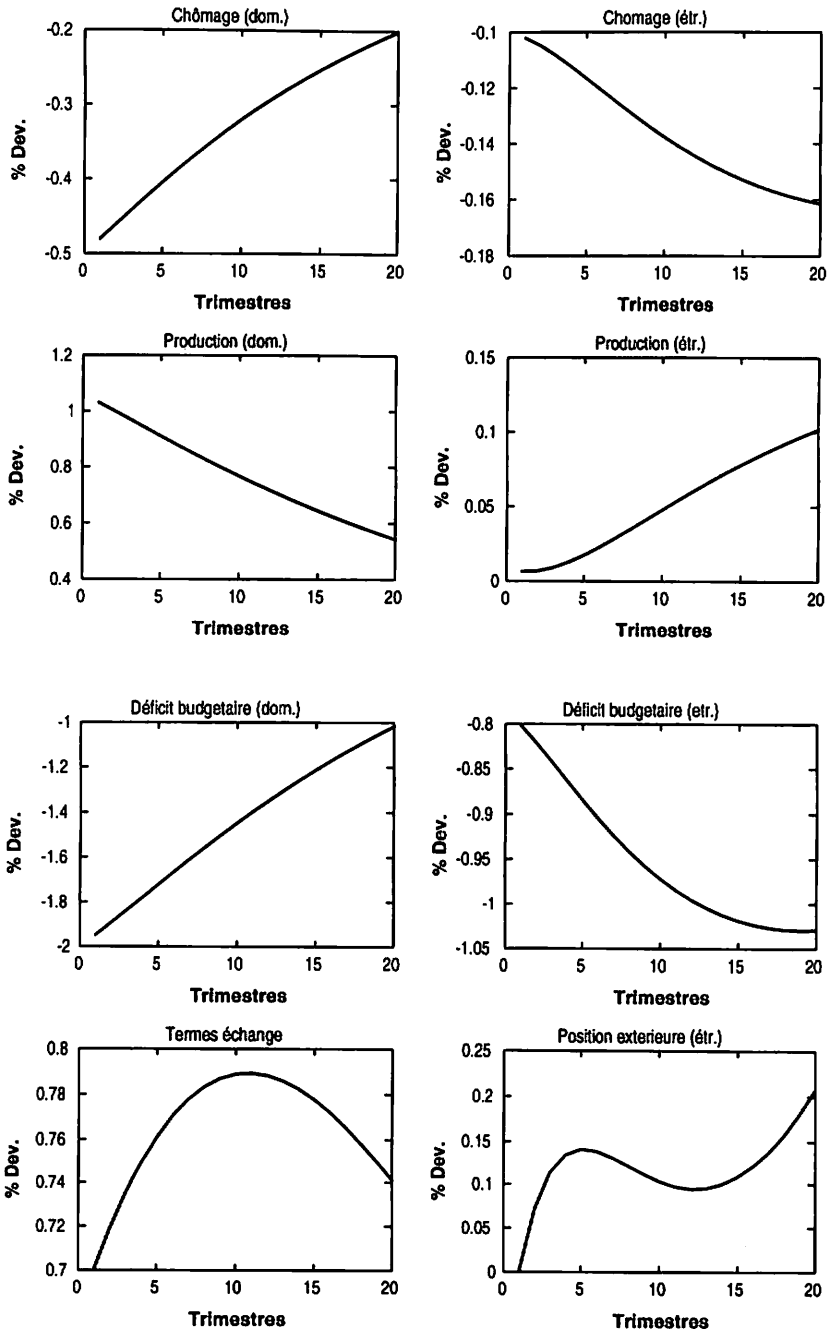 Chômage (dom.)
-0.2
-0.3
-0.4
-0.5
% Dev.
0 5 10 15 20
Trimestres
Chomage (étr.)
-0.1
-0.12
-0.14
-0.16
-0.18
% Dev.
0 5 10 15 20
Trimestres
Production (dom.)
1.2
1
0.8
0.6
0.4
% Dev.
0 5 10 15 20
Trimestres
Production (étr.)
0.15
0.1
0.05
0
% Dev.
0 5 10 15 20
Trimestres
Déficit budgetaire (dom.)
-1
-1.2
-1.4
-1.6
-1.8
-2
% Dev.
0 5 10 15 20
Trimestres
Déficit budgetaire (etr.)
-0.8
-0.85
-0.9
-0.95
-1
-1.05
% Dev.
0 5 10 15 20
Trimestres
Termes échange
0.8
0.78
0.76
0.74
0.72
0.7
% Dev.
0 5 10 15 20
Trimestres
Position exterieure (étr.)
0.25
0.2
0.15
0.1
0.05
0
% Dev.
0 5 10 15 20
Trimestres